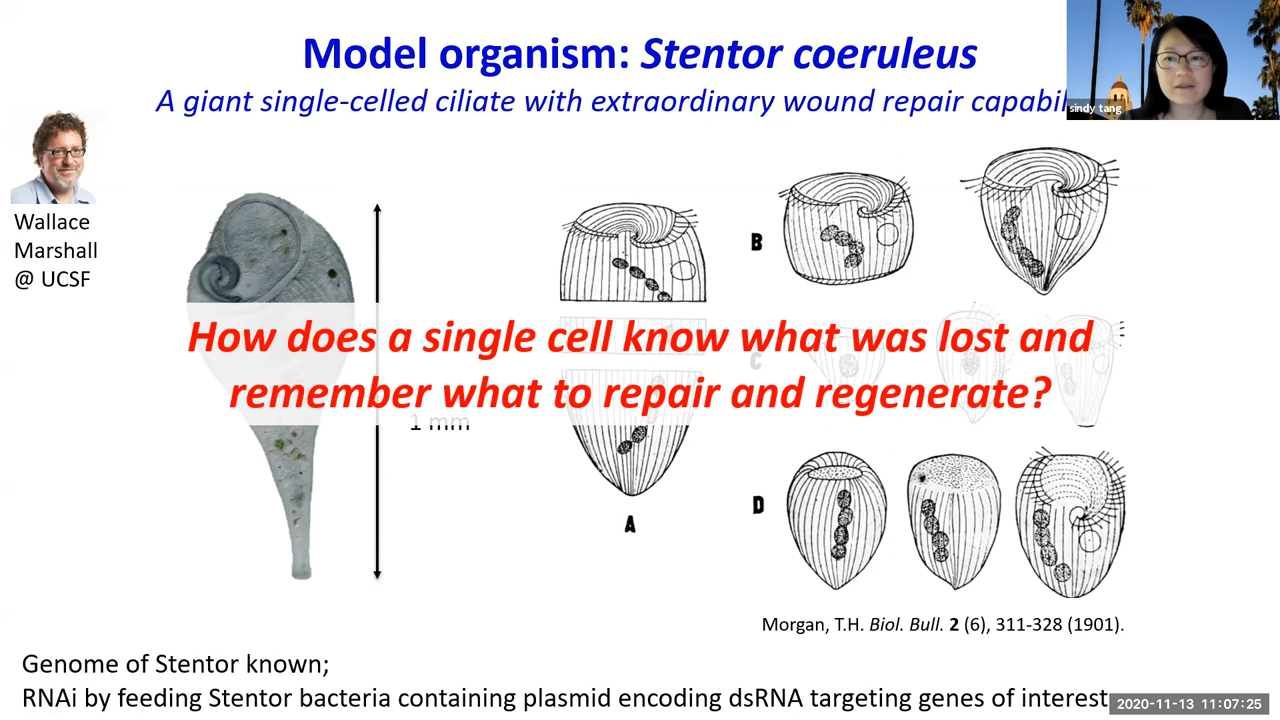 Model organism: Stentor coeruleus
A giant single-celled ciliate with extraordinary wound repair
sindy tang
Wallace
Marshall
@ UCSF
B
How does a single cell know what was lost and
remember what to repair and regenerate?
C
1 mm
A
D
Morgan, T.H. Biol. Bull. 2 (6), 311-328 (1901).
Genome of Stentor known;
RNAi by feeding Stentor bacteria containing plasmid encoding dsRNA targeting genes of interest
2020-11-13 11:07:25